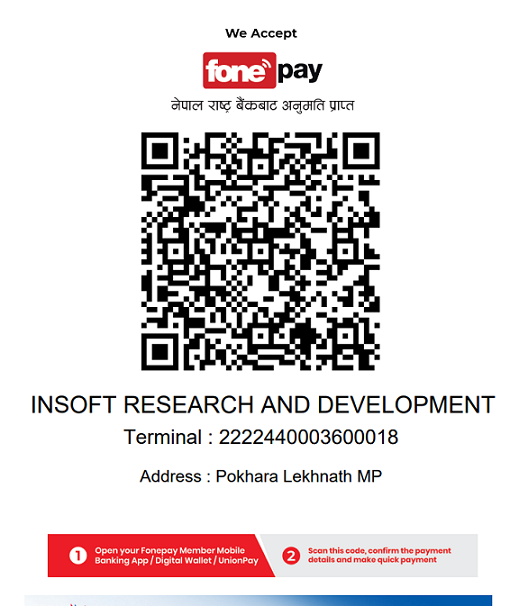 We Accept
fonepay
नेपाल राष्ट्र बैंकबाट अनुमति प्राप्त
INSOFT RESEARCH AND DEVELOPMENT
Terminal : 2222440003600018
Address : Pokhara Lekhnath MP
1 Open your Fonepay Member Mobile
Banking App / Digital Wallet / UnionPay
2 Scan this code, confirm the payment
details and make quick payment